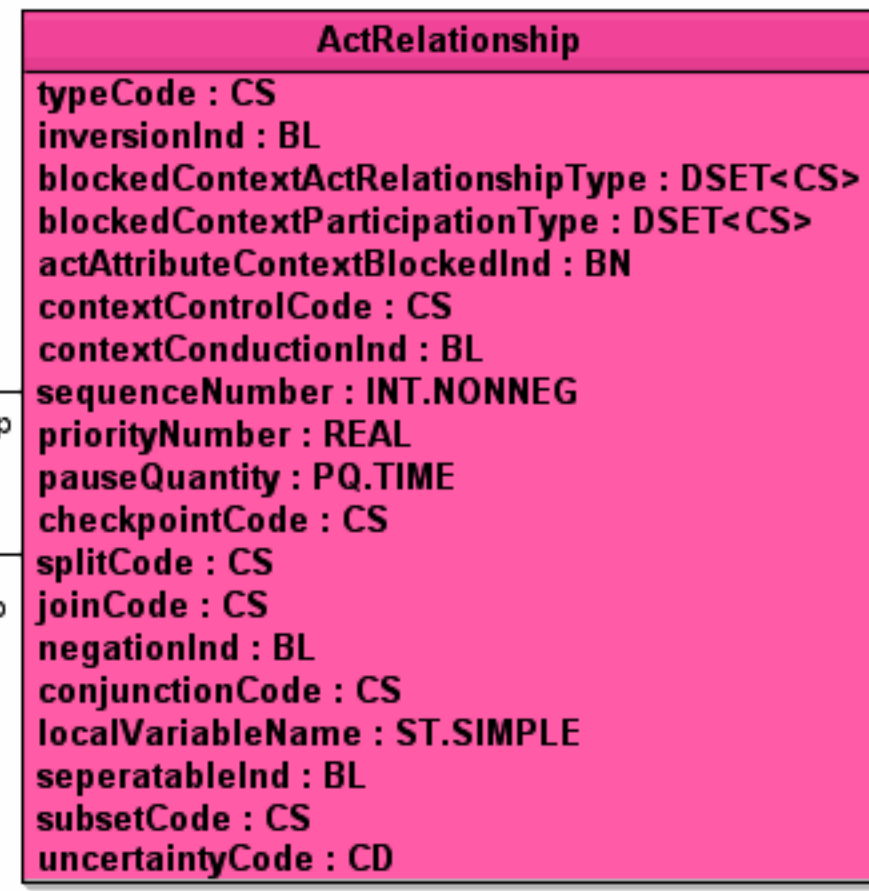 ActRelationship
typeCode : CS
inversionInd : BL
blockedContextActRelationshipType : DSET<CS>
blockedContextParticipationType : DSET<CS>
actAttributeContextBlockedInd : BN
contextControlCode : CS
contextConductionInd : BL
sequenceNumber : INT.NONNEG
p
priorityNumber : REAL
pauseQuantity : PQ.TIME
checkpointCode : CS
splitCode : CS
joinCode : CS
negationInd : BL
conjunctionCode : CS
localVariableName : ST.SIMPLE
seperatableInd : BL
subsetCode : CS
uncertaintyCode : CD